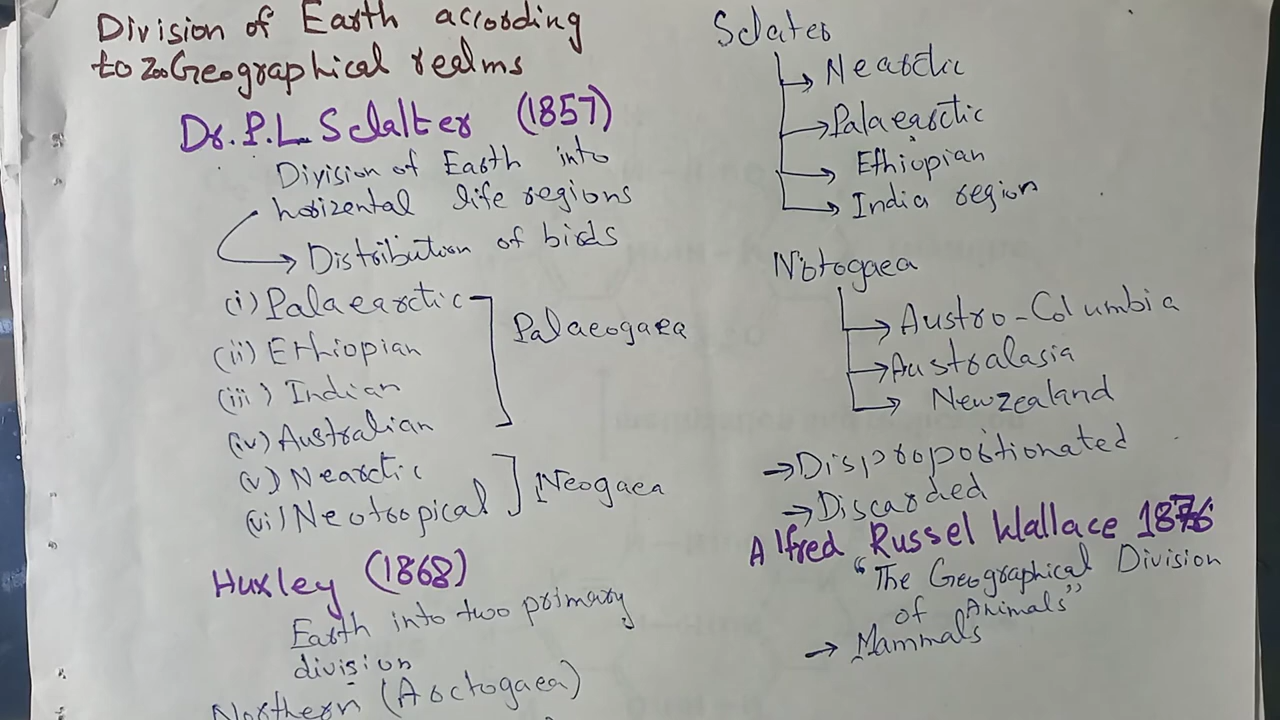 Division of Earth according
to zooGeographical realms
Dr. P.L. Sclalter (1857)
Division of Earth into
horizental life regions
→ Distribution of birds
(i) Palaearctic
(ii) Ethiopian
(iii) Indian
(iv) Australian
Palaeogaea
(v) Nearctic
(vi) Neotropical
Neogaea
Huxley (1868)
Earth into two primary
division
Northern (Arctogaea)
Sclater
→ Nearctic
→ Palaearctic
→ Ethiopian
→ India region
Notogaea
→ Austro-Columbia
→ Australasia
→ Newzealand
→ Dispropostionated
→ Discarded
Alfred Russel Wallace 1876
"The Geographical Division
of Animals"
→ Mammals